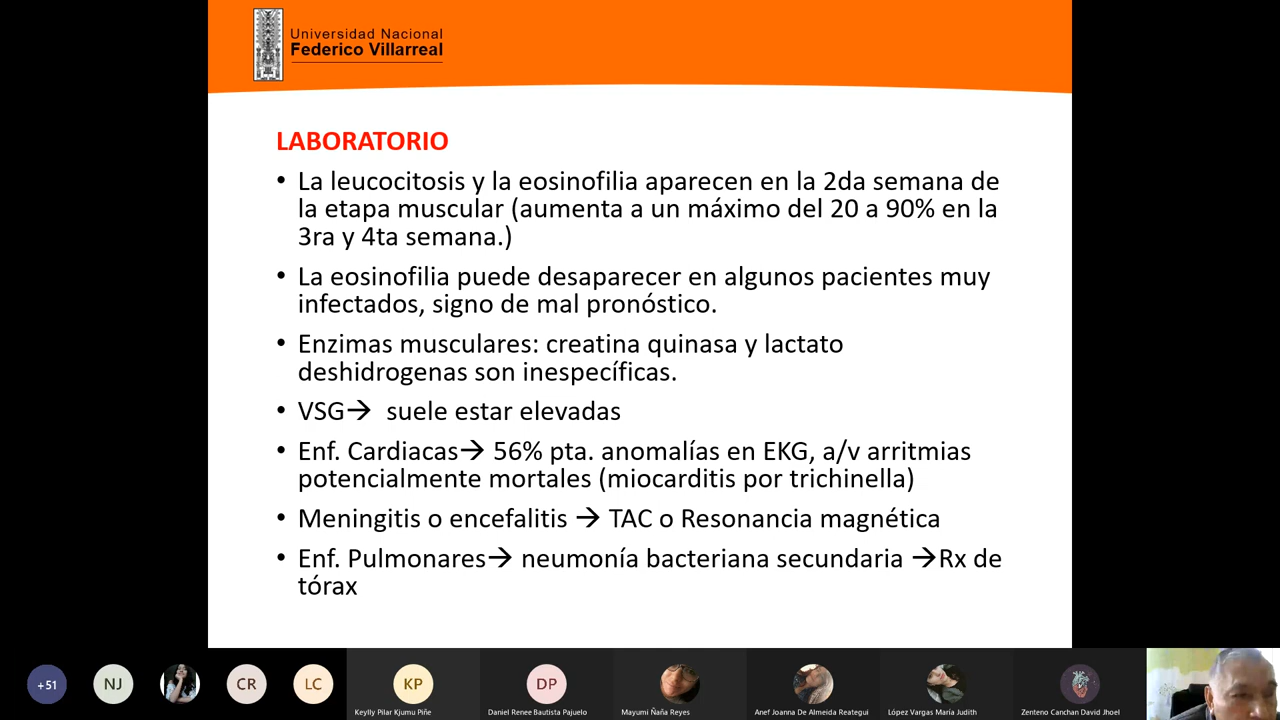 Universidad Nacional
Federico Villarreal
LABORATORIO
• La leucocitosis y la eosinofilia aparecen en la 2da semana de
la etapa muscular (aumenta a un máximo del 20 a 90% en la
3ra y 4ta semana.)
• La eosinofilia puede desaparecer en algunos pacientes muy
infectados, signo de mal pronóstico.
• Enzimas musculares: creatina quinasa y lactato
deshidrogenas son inespecíficas.
• VSG→ suele estar elevadas
• Enf. Cardiacas→ 56% pta. anomalías en EKG, a/v arritmias
potencialmente mortales (miocarditis por trichinella)
• Meningitis o encefalitis → TAC o Resonancia magnética
• Enf. Pulmonares→ neumonía bacteriana secundaria →Rx de
tórax
+51
NJ
CR
LC
KP
DP
Keylly Pilar Kjumu Piñe
Daniel Renee Bautista Pajuelo
Mayumi Ñaña Reyes
Anef Joanna De Almeida Reategui
López Vargas María Judith
Zenteno Canchan David Jhoel